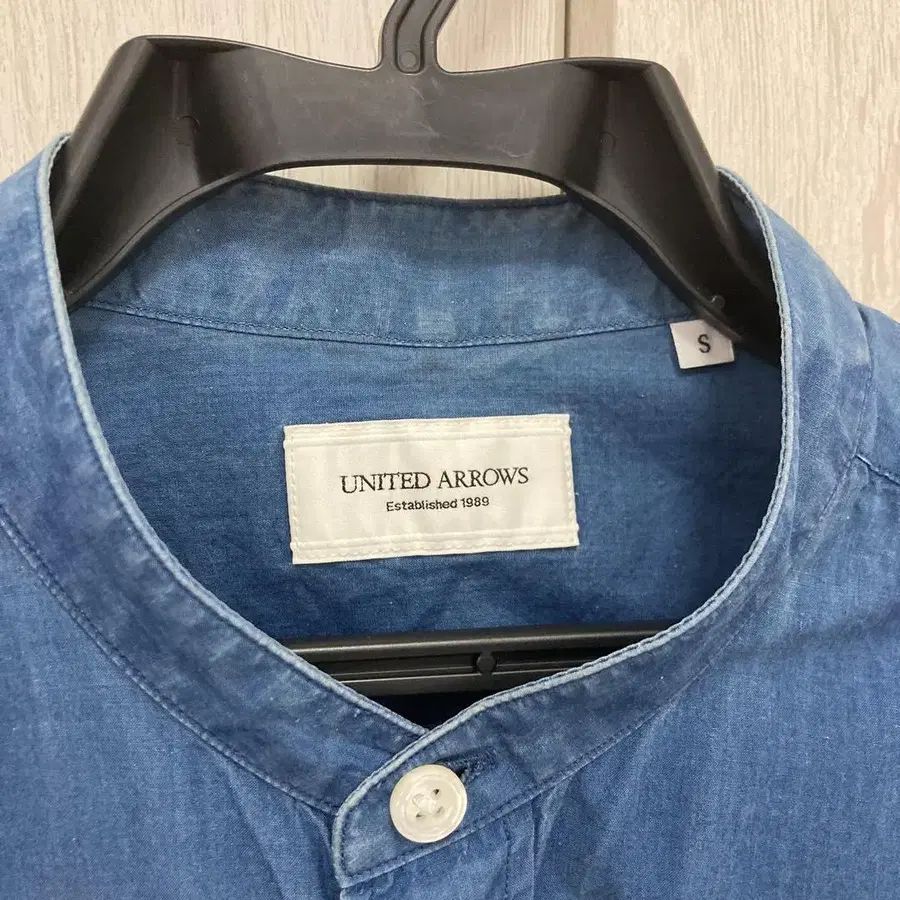 S
UNITED ARROWS
Established 1989